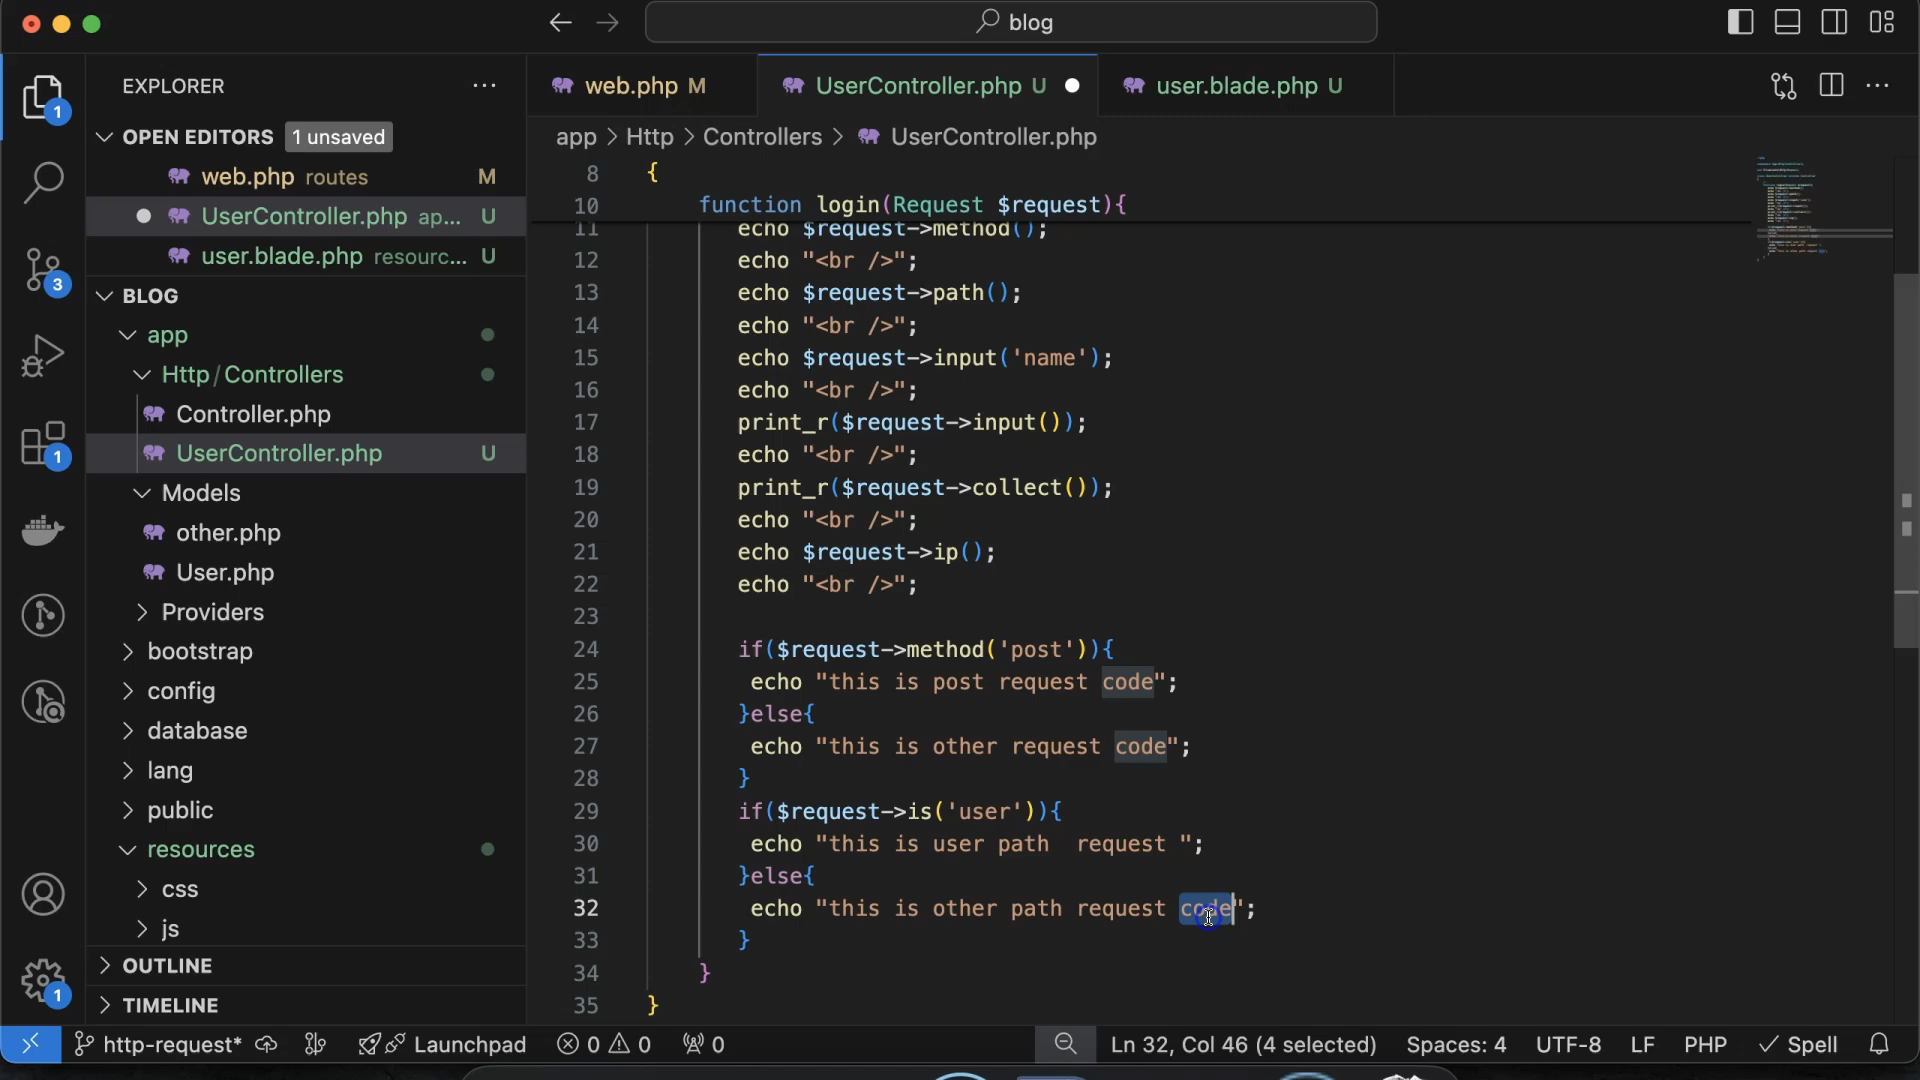 blog
EXPLORER
OPEN EDITORS 1 unsaved
web.php routes M
UserController.php ap... U
user.blade.php resourc... U
BLOG
app
Http/Controllers
Controller.php
UserController.php U
Models
other.php
User.php
Providers
bootstrap
config
database
lang
public
resources
css
js
OUTLINE
TIMELINE
1
3
1
1
web.php M
UserController.php U
user.blade.php U
app > Http > Controllers > UserController.php
8 {
10 function login(Request $request){
11 echo $request->method();
12 echo "<br />";
13 echo $request->path();
14 echo "<br />";
15 echo $request->input('name');
16 echo "<br />";
17 print_r($request->input());
18 echo "<br />";
19 print_r($request->collect());
20 echo "<br />";
21 echo $request->ip();
22 echo "<br />";
23
24 if($request->method('post')){
25 echo "this is post request code";
26 }else{
27 echo "this is other request code";
28 }
29 if($request->is('user')){
30 echo "this is user path  request ";
31 }else{
32 echo "this is other path request code";
33 }
34 }
35 }
http-request* Launchpad 0 0 0 Ln 32, Col 46 (4 selected) Spaces: 4 UTF-8 LF PHP Spell